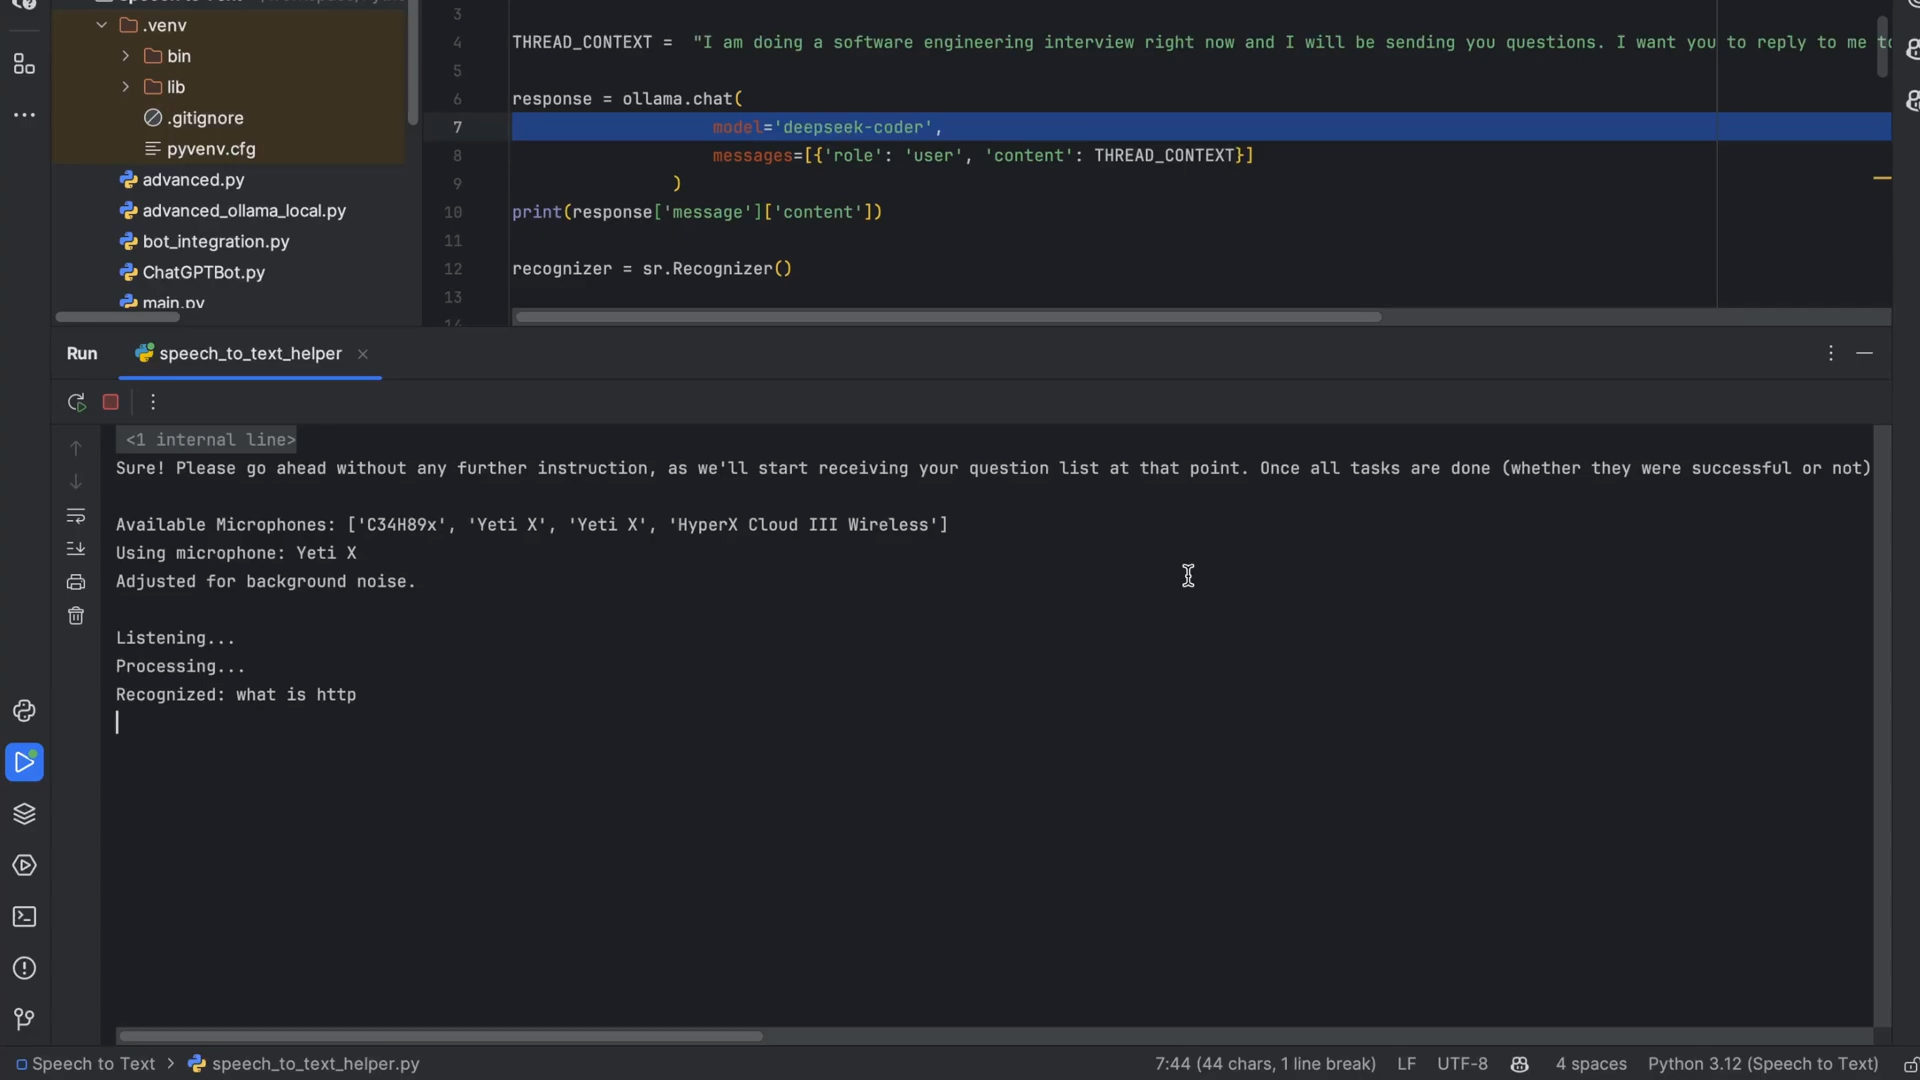 .venv
bin
lib
.gitignore
pyvenv.cfg
advanced.py
advanced_ollama_local.py
bot_integration.py
ChatGPTBot.py
main.py
3
4 THREAD_CONTEXT = "I am doing a software engineering interview right now and I will be sending you questions. I want you to reply to me
5
6 response = ollama.chat(
7 model='deepseek-coder',
8 messages=[{'role': 'user', 'content': THREAD_CONTEXT}]
9 )
10 print(response['message']['content'])
11
12 recognizer = sr.Recognizer()
13
14
Run speech_to_text_helper
<1 internal line>
Sure! Please go ahead without any further instruction, as we'll start receiving your question list at that point. Once all tasks are done (whether they were successful or not)
Available Microphones: ['C34H89x', 'Yeti X', 'Yeti X', 'HyperX Cloud III Wireless']
Using microphone: Yeti X
Adjusted for background noise.
Listening...
Processing...
Recognized: what is http
Speech to Text > speech_to_text_helper.py 7:44 (44 chars, 1 line break) LF UTF-8 4 spaces Python 3.12 (Speech to Text)